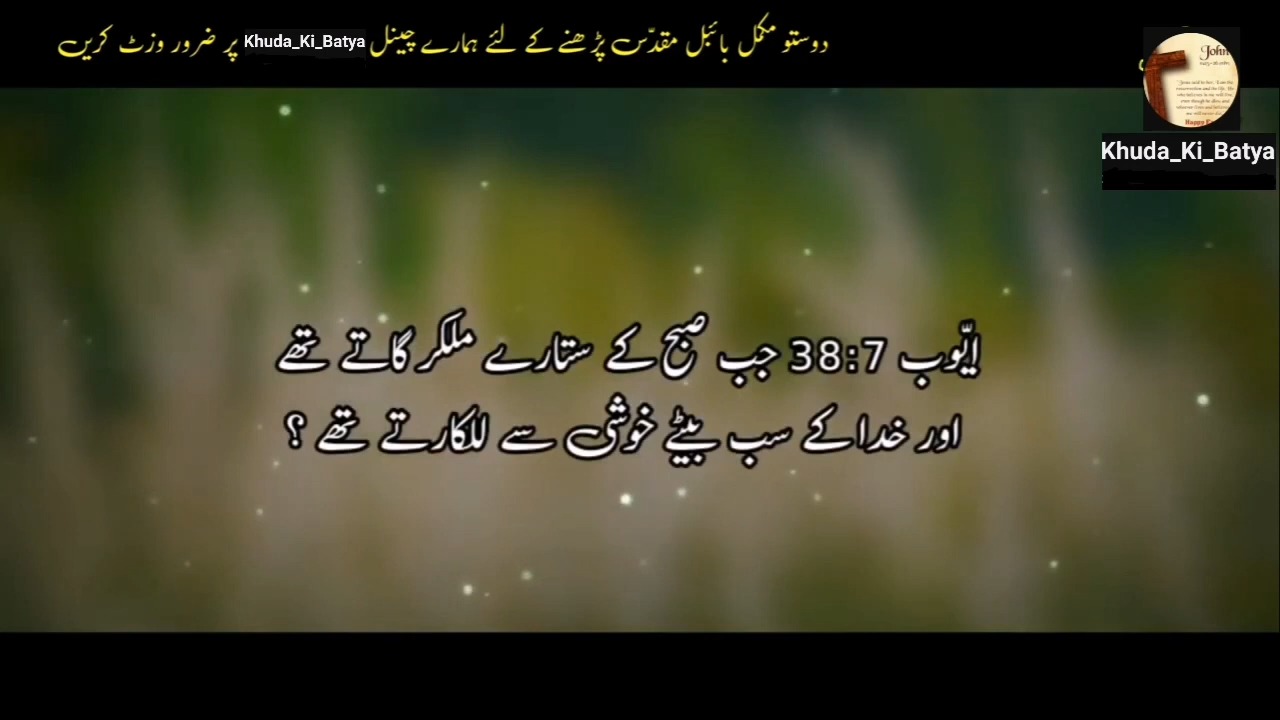 دوستو مکمل بائبل مقدّس پڑھنے کے لئے ہمارے چینل Khuda_Ki_Batya پر ضرور وزٹ کریں
John
Khuda_Ki_Batya
ایّوب 38:7 جب صبح کے ستارے ملکر گاتے تھے
اور خدا کے سب بیٹے خوشی سے للکارتے تھے ؟